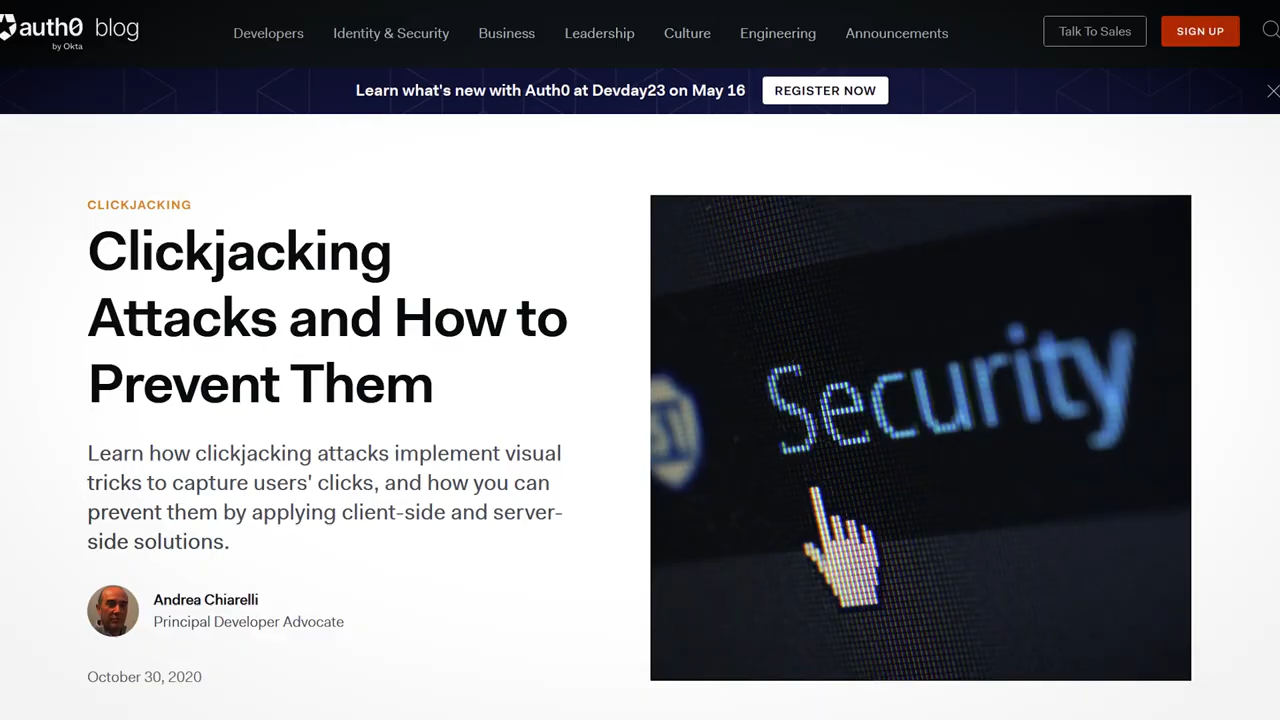 auth0 blog
by Okta
Developers Identity & Security Business Leadership Culture Engineering Announcements
Talk To Sales
SIGN UP
Learn what's new with Auth0 at Devday23 on May 16
REGISTER NOW
CLICKJACKING
Clickjacking
Attacks and How to
Prevent Them
Learn how clickjacking attacks implement visual
tricks to capture users' clicks, and how you can
prevent them by applying client-side and server-
side solutions.
Andrea Chiarelli
Principal Developer Advocate
October 30, 2020
Security